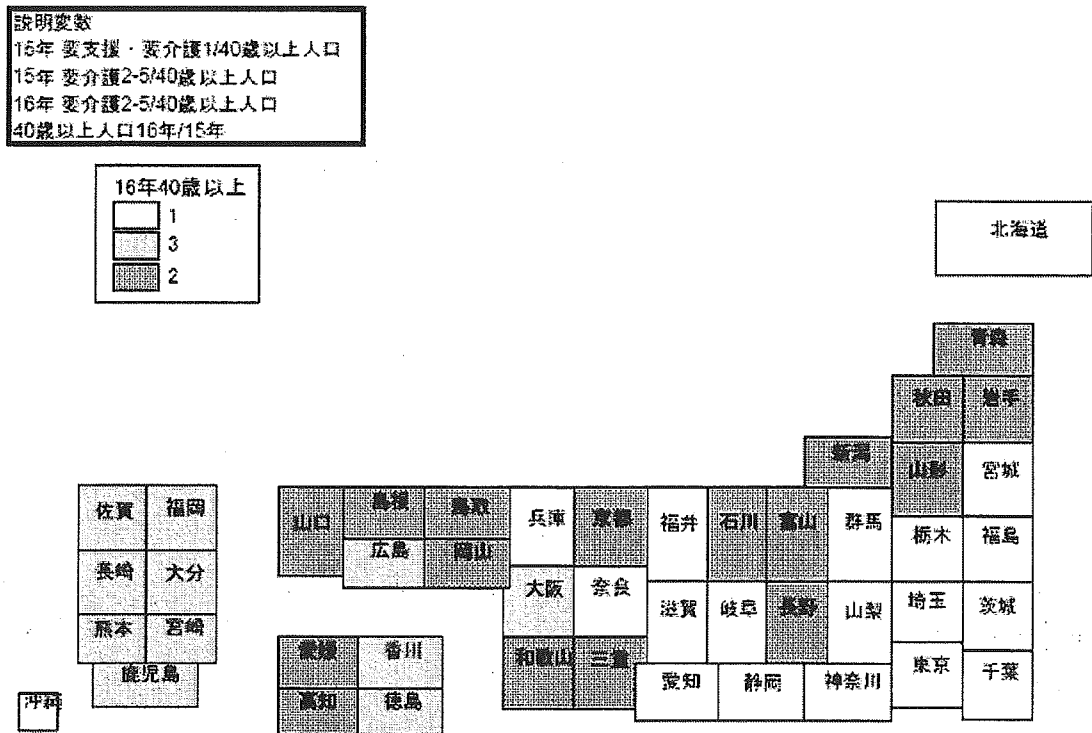 説明変数
15年 要支援・要介護1/40歳以上人口
15年 要介護2-5/40歳以上人口
16年 要介護2-5/40歳以上人口
40歳以上人口16年/15年
16年40歳以上
1
3
2
北海道
青森
秋田 岩手
新潟 山形 宮城
佐賀 福岡
山口 島根 鳥取 兵庫 京都 福井 石川 富山 群馬 栃木 福島
広島 岡山
長崎 大分
大阪 奈良 滋賀 岐阜 長野 山梨 埼玉 茨城
熊本 宮崎
愛媛 香川 和歌山 三重 東京 千葉
鹿児島
愛知 静岡 神奈川
沖縄
高知 徳島